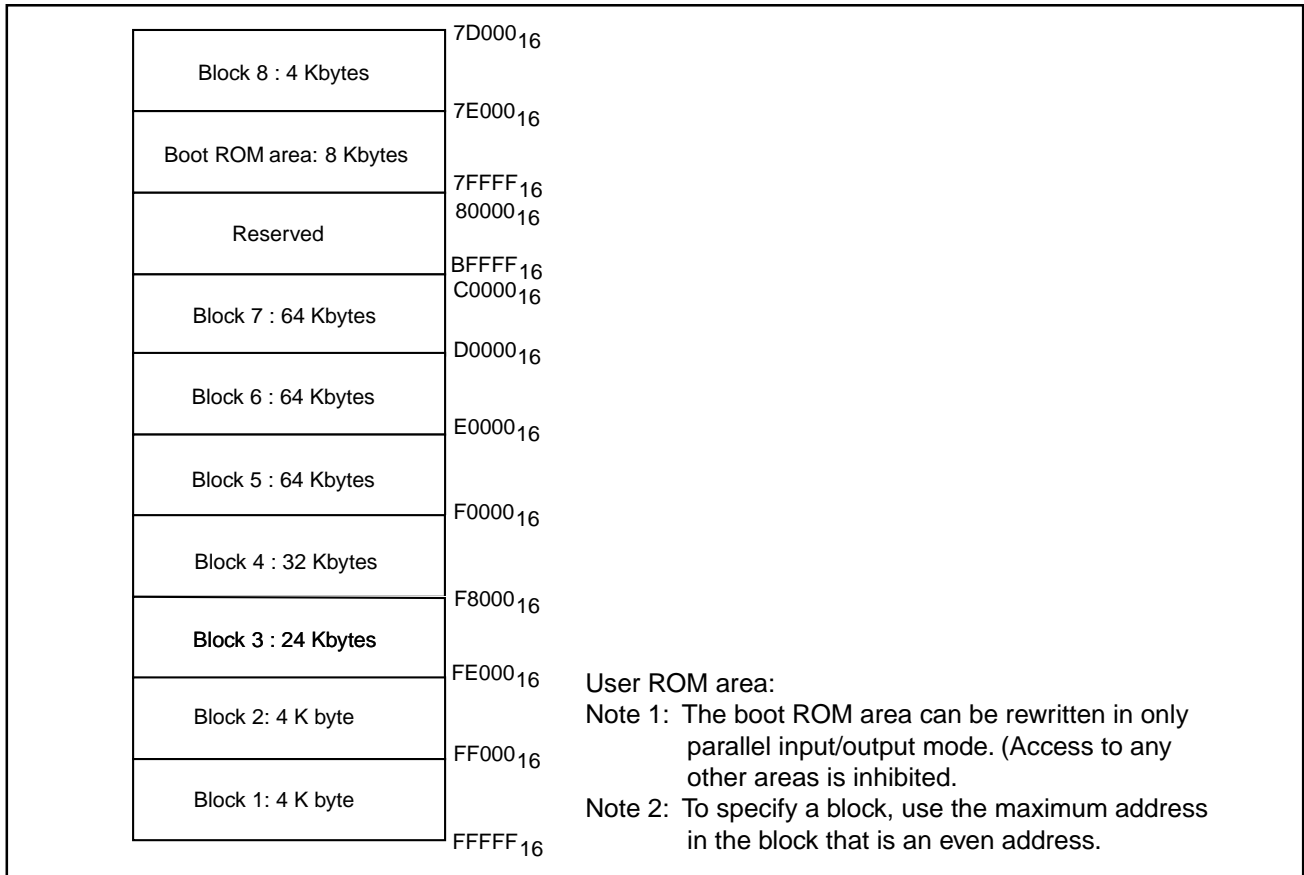 7D000₁₆
Block 8 : 4 Kbytes
7E000₁₆
Boot ROM area: 8 Kbytes
7FFFF₁₆
80000₁₆
Reserved
BFFFF₁₆
C0000₁₆
Block 7 : 64 Kbytes
D0000₁₆
Block 6 : 64 Kbytes
E0000₁₆
Block 5 : 64 Kbytes
F0000₁₆
Block 4 : 32 Kbytes
F8000₁₆
Block 3 : 24 Kbytes
FE000₁₆
Block 2: 4 K byte
FF000₁₆
Block 1: 4 K byte
FFFFF₁₆
User ROM area:
Note 1: The boot ROM area can be rewritten in only
parallel input/output mode. (Access to any
other areas is inhibited.
Note 2: To specify a block, use the maximum address
in the block that is an even address.